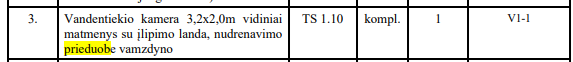 3. Vandentiekio kamera 3,2x2,0m vidiniai TS 1.10 kompl. 1 V1-1
matmenys su įlipimo landa, nudrenavimo
prieduobe vamzdyno